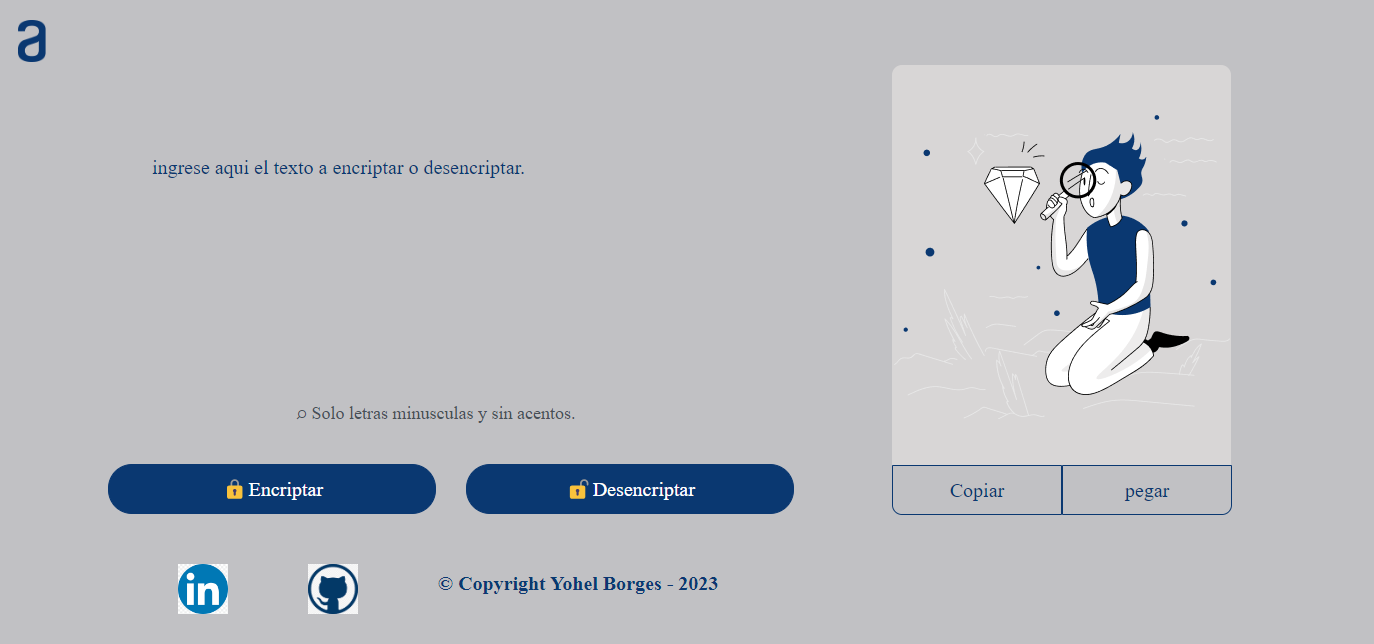 a
ingrese aqui el texto a encriptar o desencriptar.
Solo letras minusculas y sin acentos.
Encriptar
Desencriptar
Copiar
pegar
in
© Copyright Yohel Borges - 2023